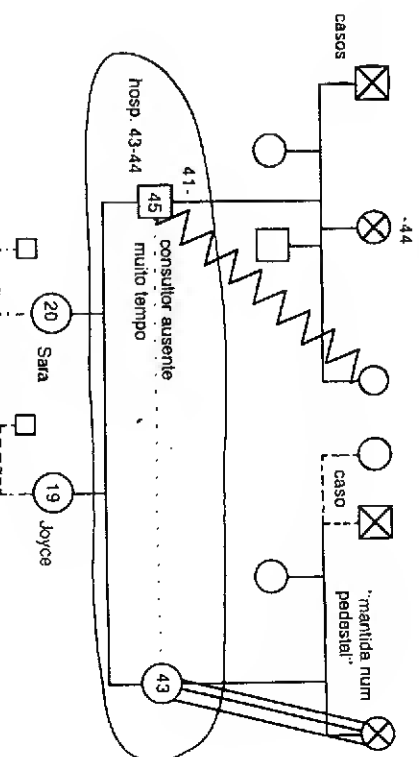 casos
-44
caso
"mantida num
pedestal"
41-
hosp. 43-44
45
consultor ausente
muito tempo
43
20
Sara
19
Joyce